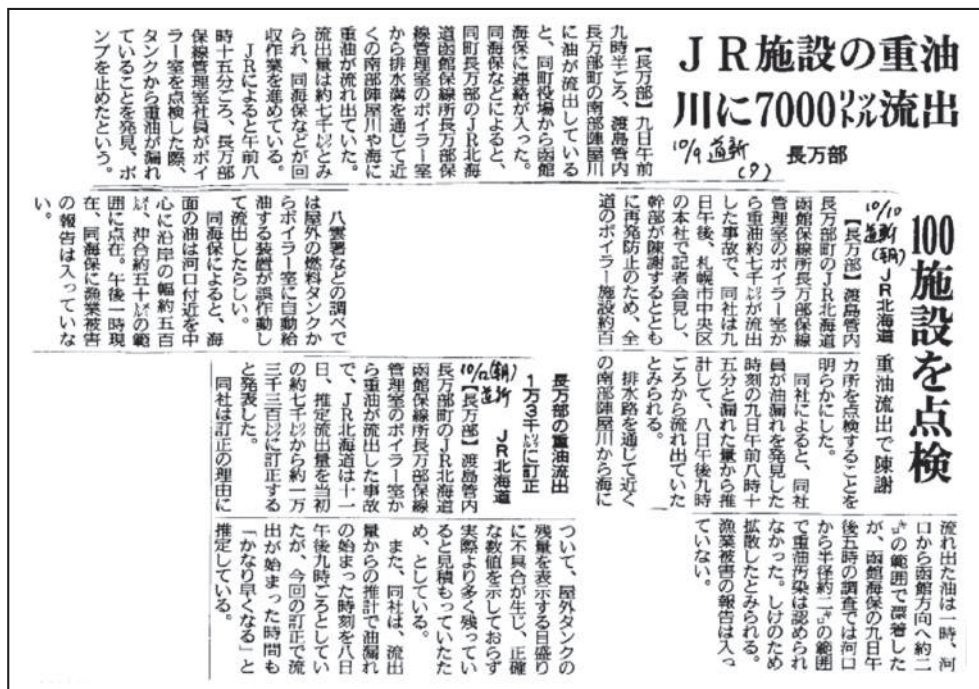 JR施設の重油
川に7000㍑流出
長万部
10/9 道新
(夕)
【長万部】九日午前
九時半ごろ、渡島管内
長万部町の南部陣屋川
に油が流出している
と、同町役場から函館
海保に連絡が入った。
同海保などによると、
同町長万部のJR北海
道函館保線所長万部保
線管理室のボイラー室
から排水溝を通じて近
くの南部陣屋川や海に
重油が流れ出ていた。
流出量は約七千㍑とみ
られ、同海保などが回
収作業を進めている。
JRによると午前八
時十五分ごろ、長万部
保線管理室社員がボイ
ラー室を点検した際、
タンクから重油が漏れ
ていることを発見、ポ
ンプを止めたという。
八雲署などの調べで
は屋外の燃料タンクか
らボイラー室に自動給
油する装置が誤作動し
て流出したらしい。
同海保によると、海
面の油は河口付近を中
心に沿岸の幅約五百
㍍、沖合約五十㍍の範
囲に点在。午後一時現
在、同海保に漁業被害
の報告は入っていな
い。
100施設を点検
JR北海道 重油流出で陳謝
10/10
道新
(朝)
【長万部】渡島管内
長万部町のJR北海道
函館保線所長万部保線
管理室のボイラー室か
ら重油約七千㍑が流出
した事故で、同社は九
日午後、札幌市中央区
の本社で記者会見し、
幹部が陳謝するととも
に再発防止のため、全
道のボイラー施設約百
カ所を点検することを
明らかにした。
同社によると、同社
員が油漏れを発見した
時刻の九日午前八時十
五分と漏れた量から推
計して、八日午後九時
ごろから流れ出ていた
とみられる。
排水路を通じて近く
の南部陣屋川から海に
流れ出た油は一時、河
口から函館方向へ約二
㌔の範囲で漂着した
が、函館海保の九日午
後五時の調査では河口
から半径約二㌔の範囲
で重油汚染は認められ
なかった。しけのため
拡散したとみられる。
漁業被害の報告は入っ
ていない。
長万部の重油流出
1万3千㍑に訂正
JR北海道
10/12(朝)
道新
【長万部】渡島管内
長万部町のJR北海道
函館保線所長万部保線
管理室のボイラー室か
ら重油が流出した事故
で、JR北海道は十一
日、推定流出量を当初
の約七千㍑から約一万
三千三百㍑に訂正する
と発表した。
同社は訂正の理由に
ついて、屋外タンクの
残量を表示する目盛り
に不具合が生じ、正確
な数値を示しておらず
実際より多く残ってい
ると見積もっていたた
め、としている。
また、同社は、流出
量からの推計で油漏れ
の始まった時刻を八日
午後九時ごろとしてい
たが、今回の訂正で流
出が始まった時間も
「かなり早くなる」と
推定している。